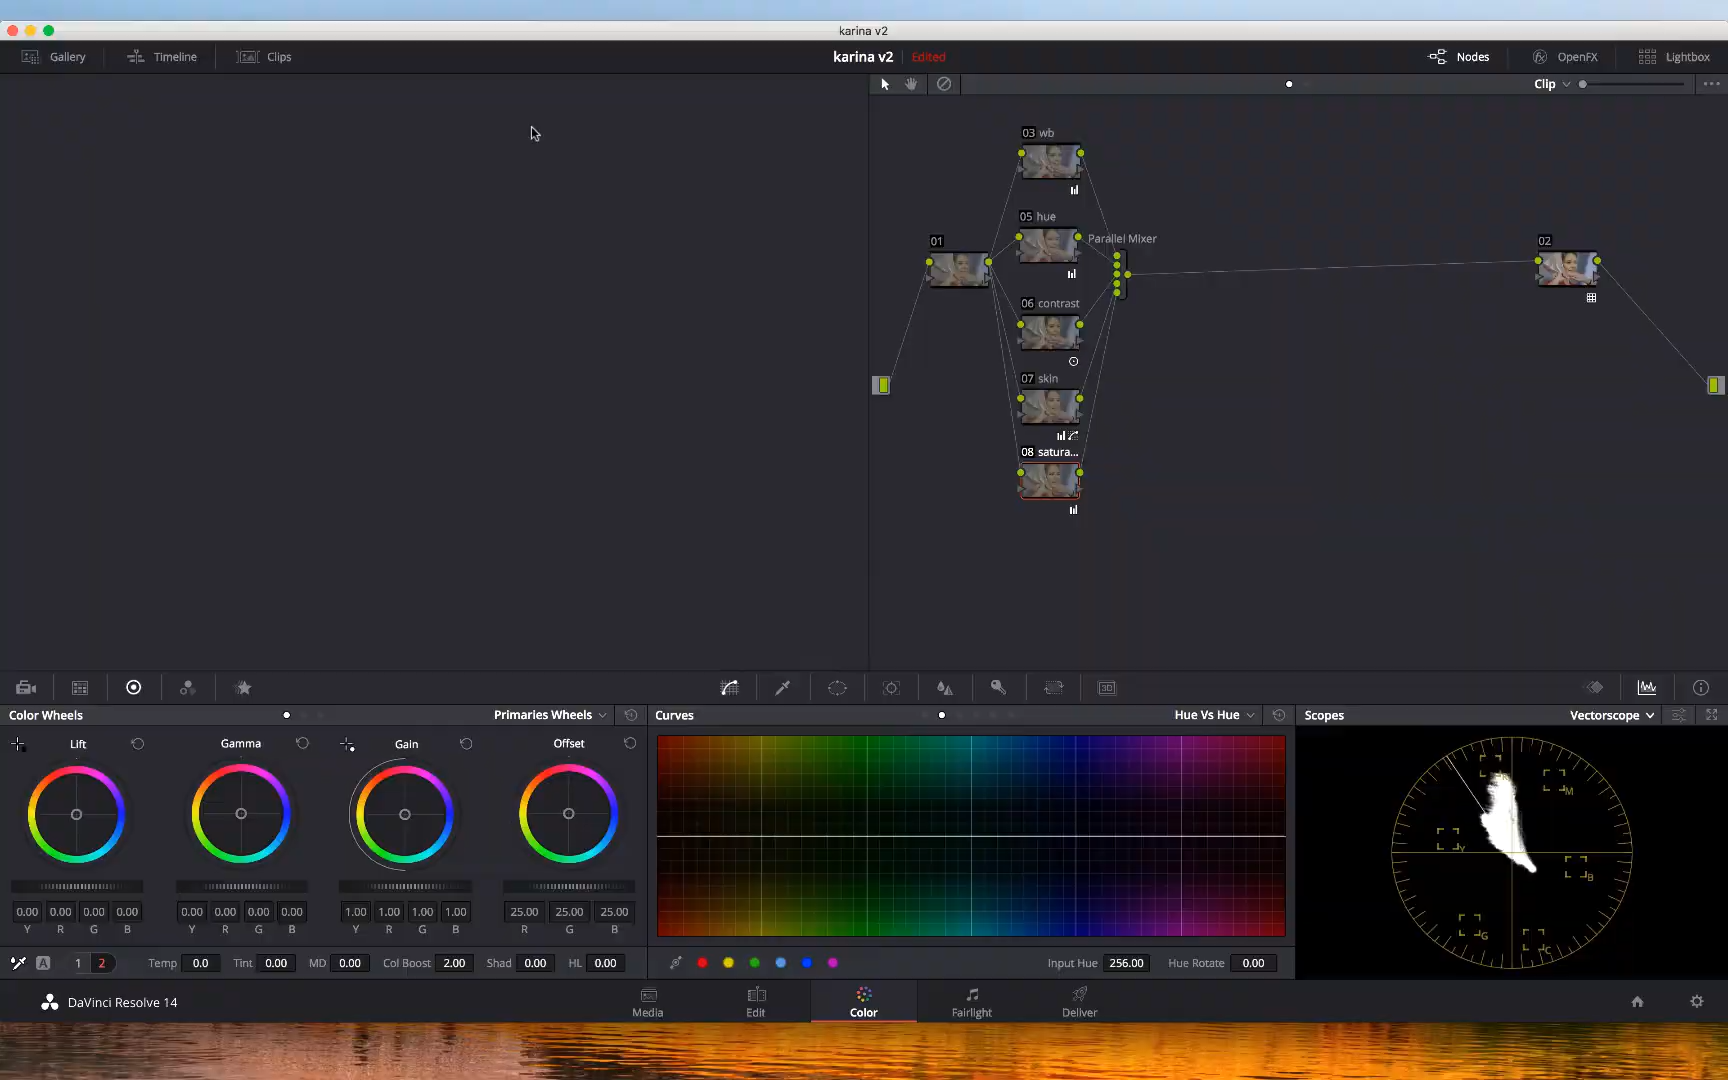 karina v2
Gallery Timeline Clips karina v2 Edited Nodes OpenFX Lightbox
Clip
03 wb
05 hue
Parallel Mixer
01
02
06 contrast
07 skin
08 satura...
Color Wheels Primaries Wheels Curves Hue Vs Hue Scopes Vectorscope
Lift Gamma Gain Offset
M
Y
B
G
C
0.00 0.00 0.00 0.00 0.00 0.00 0.00 0.00 1.00 1.00 1.00 1.00 25.00 25.00 25.00
Y R G B Y R G B Y R G B R G B
A 1 2 Temp 0.0 Tint 0.00 MD 0.00 Col Boost 2.00 Shad 0.00 HL 0.00 Input Hue 256.00 Hue Rotate 0.00
DaVinci Resolve 14 Media Edit Color Fairlight Deliver
3D